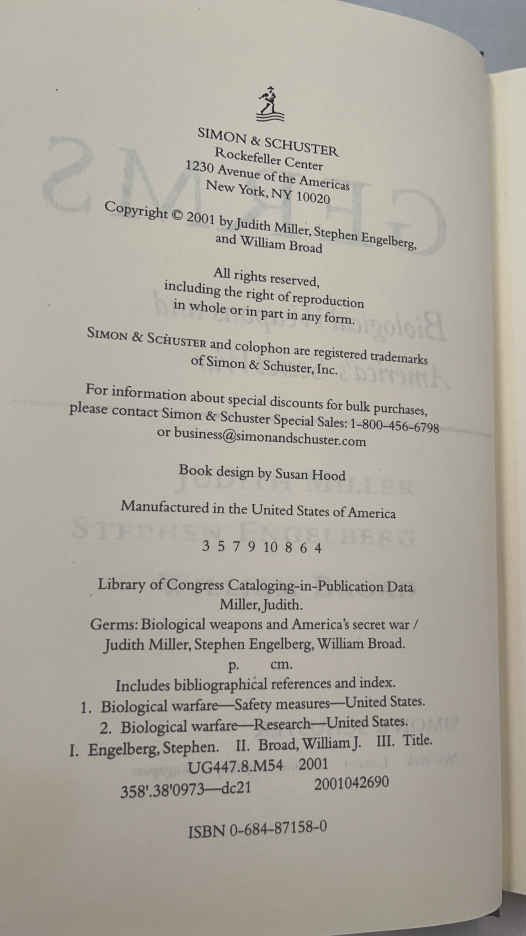 SIMON & SCHUSTER
Rockefeller Center
1230 Avenue of the Americas
New York, NY 10020
Copyright © 2001 by Judith Miller, Stephen Engelberg,
and William Broad
All rights reserved,
including the right of reproduction
in whole or in part in any form.
SIMON & SCHUSTER and colophon are registered trademarks
of Simon & Schuster, Inc.
For information about special discounts for bulk purchases,
please contact Simon & Schuster Special Sales: 1-800-456-6798
or business@simonandschuster.com
Book design by Susan Hood
Manufactured in the United States of America
3 5 7 9 10 8 6 4
Library of Congress Cataloging-in-Publication Data
Miller, Judith.
Germs: Biological weapons and America's secret war /
Judith Miller, Stephen Engelberg, William Broad.
p. cm.
Includes bibliographical references and index.
1. Biological warfare—Safety measures—United States.
2. Biological warfare—Research—United States.
I. Engelberg, Stephen. II. Broad, William J. III. Title.
UG447.8.M54 2001
358'.38'0973—dc21 2001042690
ISBN 0-684-87158-0